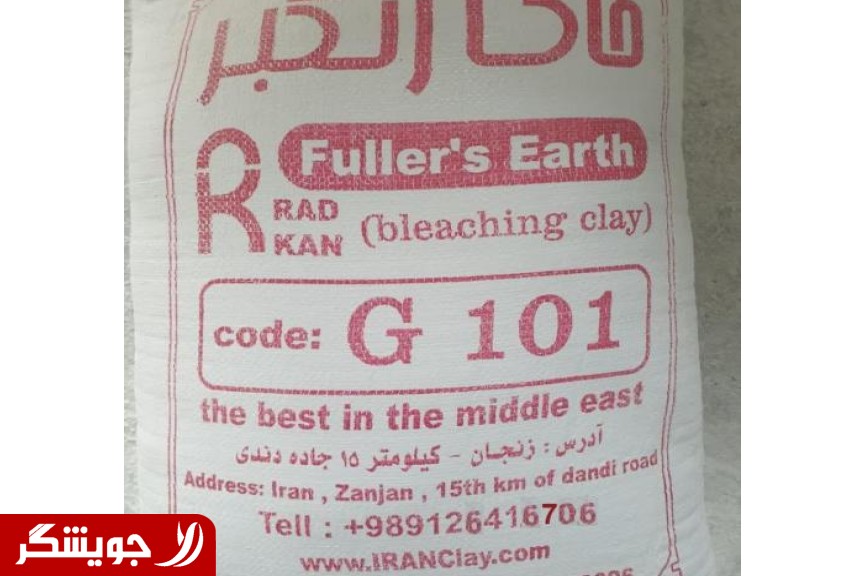 خاک رنگبر
Fuller's Earth
RAD
KAN
(bleaching clay)
code: G 101
the best in the middle east
آدرس : زنجان - کیلومتر ۱۵ جاده دندی
Address: Iran , Zanjan , 15th km of dandi road
Tell : +989126416706
www.IRANClay.com
جویشگر